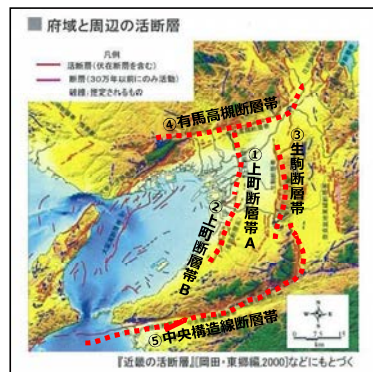 ■ 府域と周辺の活断層
凡例
活断層(伏在断層を含む)
断層(30万年以前にのみ活動)
破線:推定されるもの
④有馬高槻断層帯
③生駒断層帯
①上町断層帯A
②上町断層帯B
⑤中央構造線断層帯
N
0 7.5 15
km
『近畿の活断層』[岡田・東郷編,2000]などにもとづく